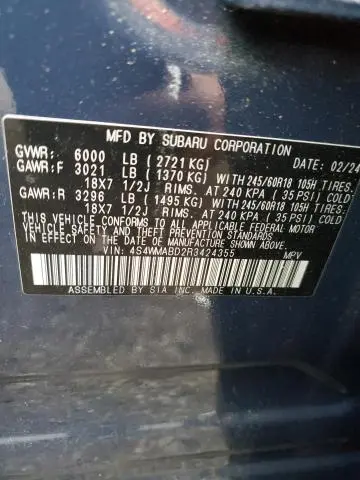 MFD BY SUBARU CORPORATION
GVWR: 6000 LB ( 2721 KG) 02/24
GAWR:F 3021 LB ( 1370 KG) WITH 245/60R18 105H TIRES,
18X7 1/2J RIMS, AT 240 KPA ( 35 PSI) COLD
GAWR:R 3296 LB ( 1495 KG) WITH 245/60R18 105H TIRES,
18X7 1/2J RIMS, AT 240 KPA ( 35 PSI) COLD
THIS VEHICLE CONFORMS TO ALL APPLICABLE FEDERAL MOTOR
VEHICLE SAFETY AND THEFT PREVENTION STANDARDS
IN EFFECT ON THE DATE OF MANUFACTURE SHOWN ABOVE.
VIN: 4S4WMABD2R3424355 MPV
ASSEMBLED BY SIA INC. MADE IN U.S.A.